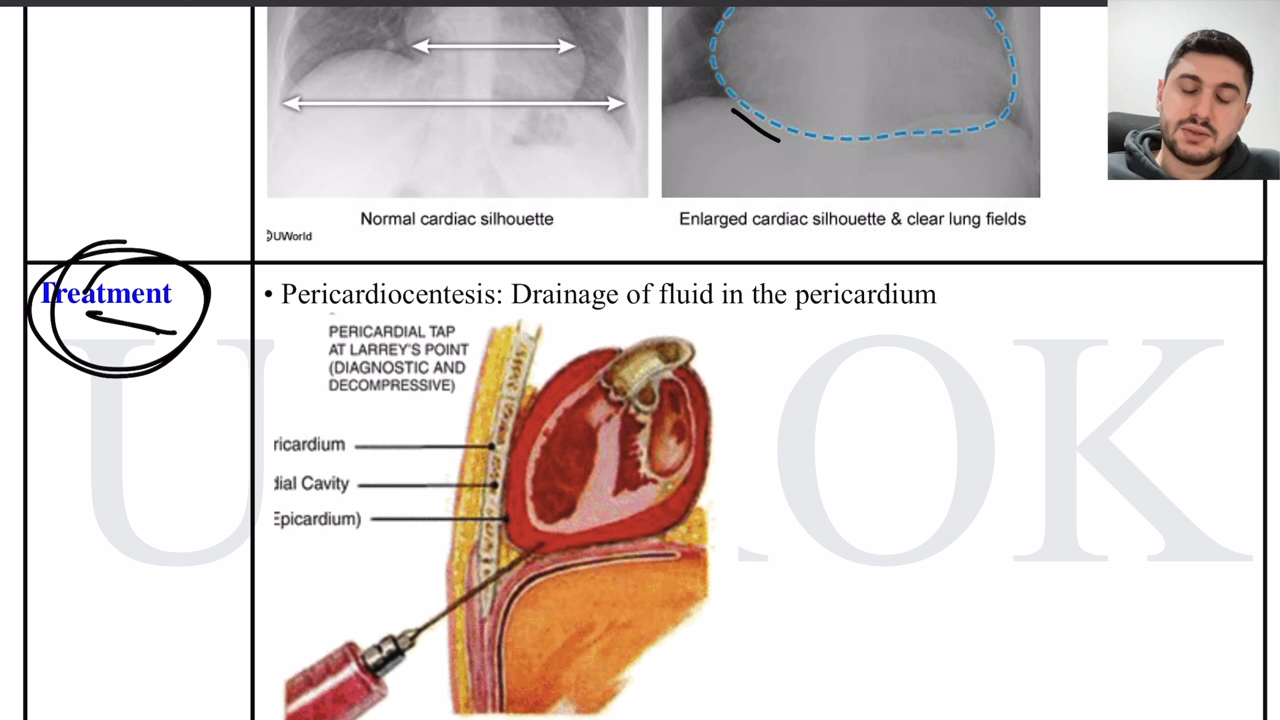 Normal cardiac silhouette
Enlarged cardiac silhouette & clear lung fields
UWorld
Treatment
• Pericardiocentesis: Drainage of fluid in the pericardium
PERICARDIAL TAP
AT LARREY'S POINT
(DIAGNOSTIC AND
DECOMPRESSIVE)
ricardium
dial Cavity
Epicardium)